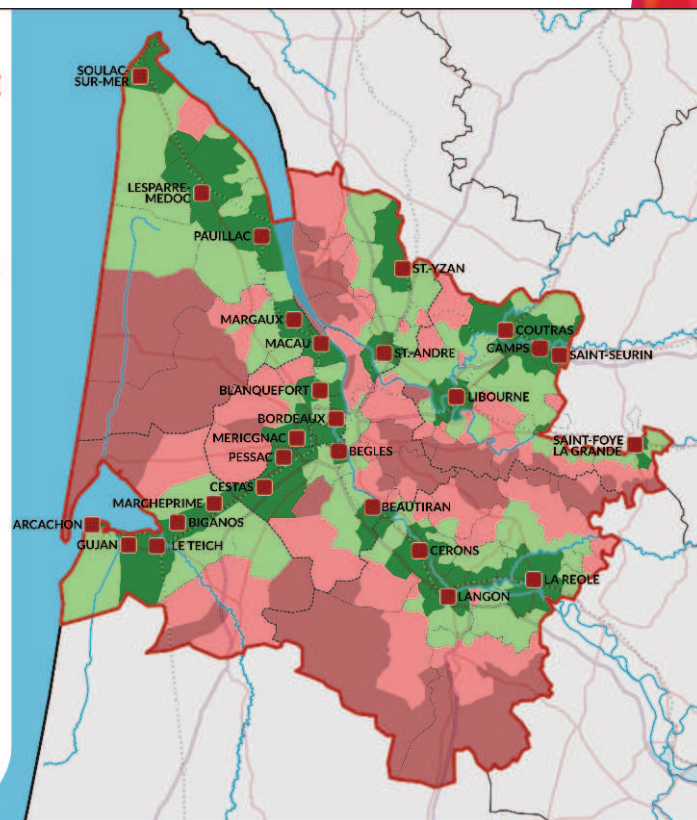 SOULAC-
SUR-MER
LESPARRE-
MEDOC
PAUILLAC
ST.-YZAN
MARGAUX
MACAU
COUTRAS
CAMPS
SAINT-SEURIN
ST.-ANDRE
BLANQUEFORT
LIBOURNE
BORDEAUX
MERICGNAC
PESSAC
BEGLES
SAINT-FOYE
LA GRANDE
CESTAS
MARCHEPRIME
BEAUTIRAN
ARCACHON
BIGANOS
GUJAN
LE TEICH
CERONS
LA REOLE
LANGON